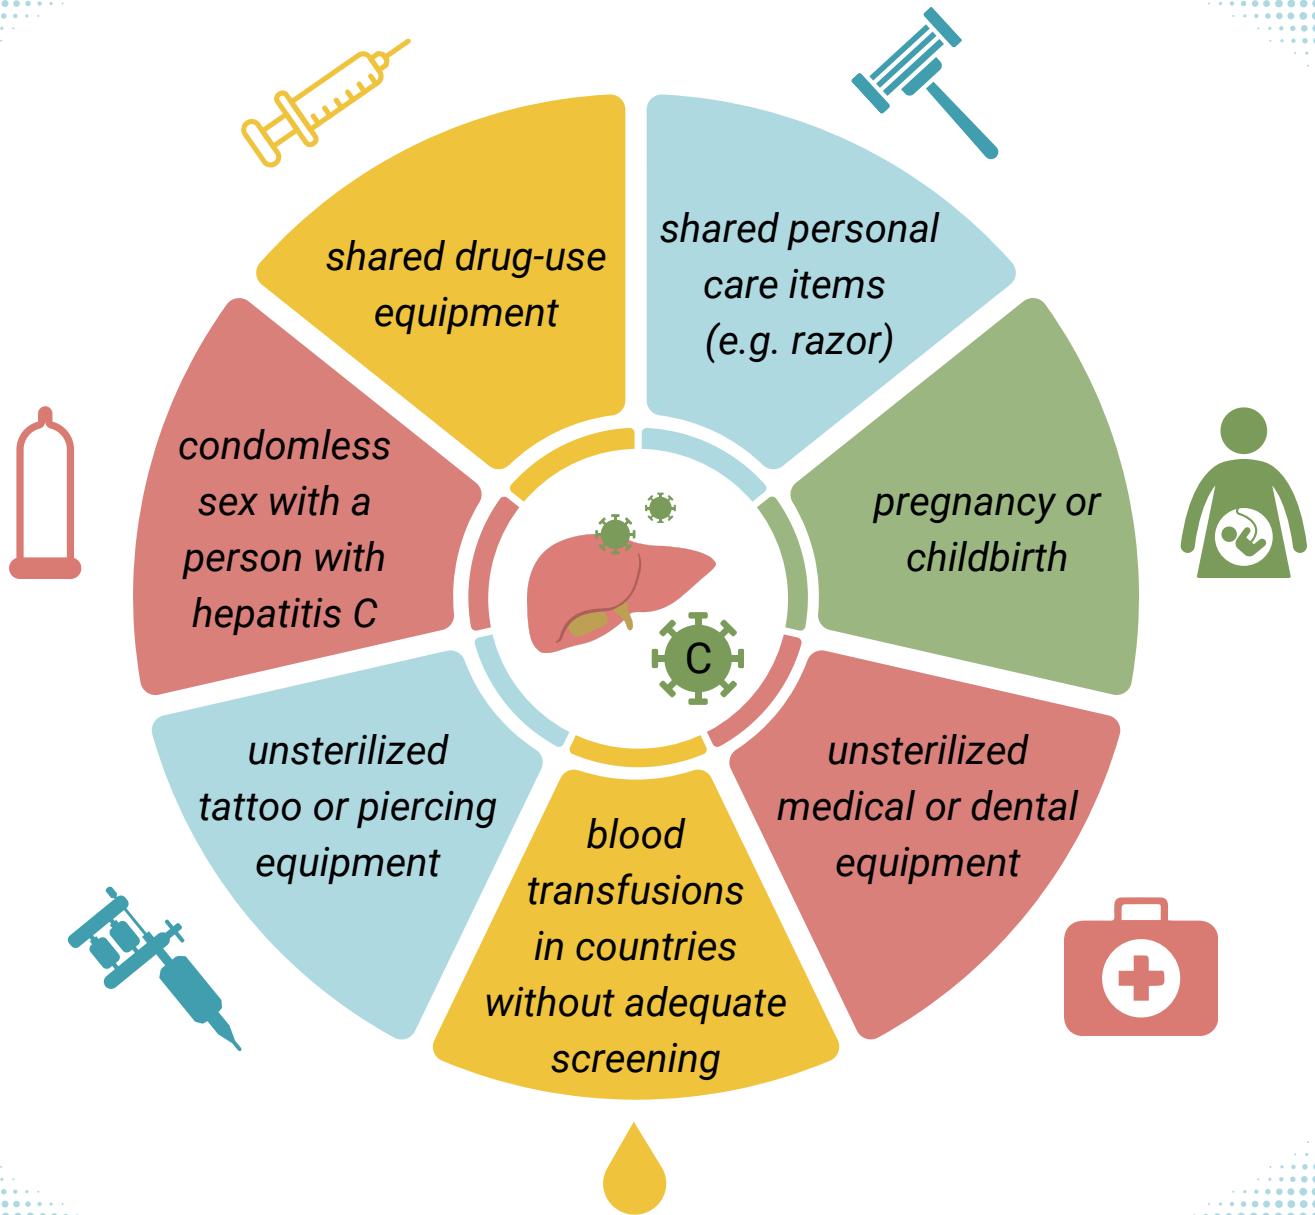 shared drug-use
equipment
shared personal
care items
(e.g. razor)
pregnancy or
childbirth
unsterilized
medical or dental
equipment
blood
transfusions
in countries
without adequate
screening
unsterilized
tattoo or piercing
equipment
condomless
sex with a
person with
hepatitis C
C